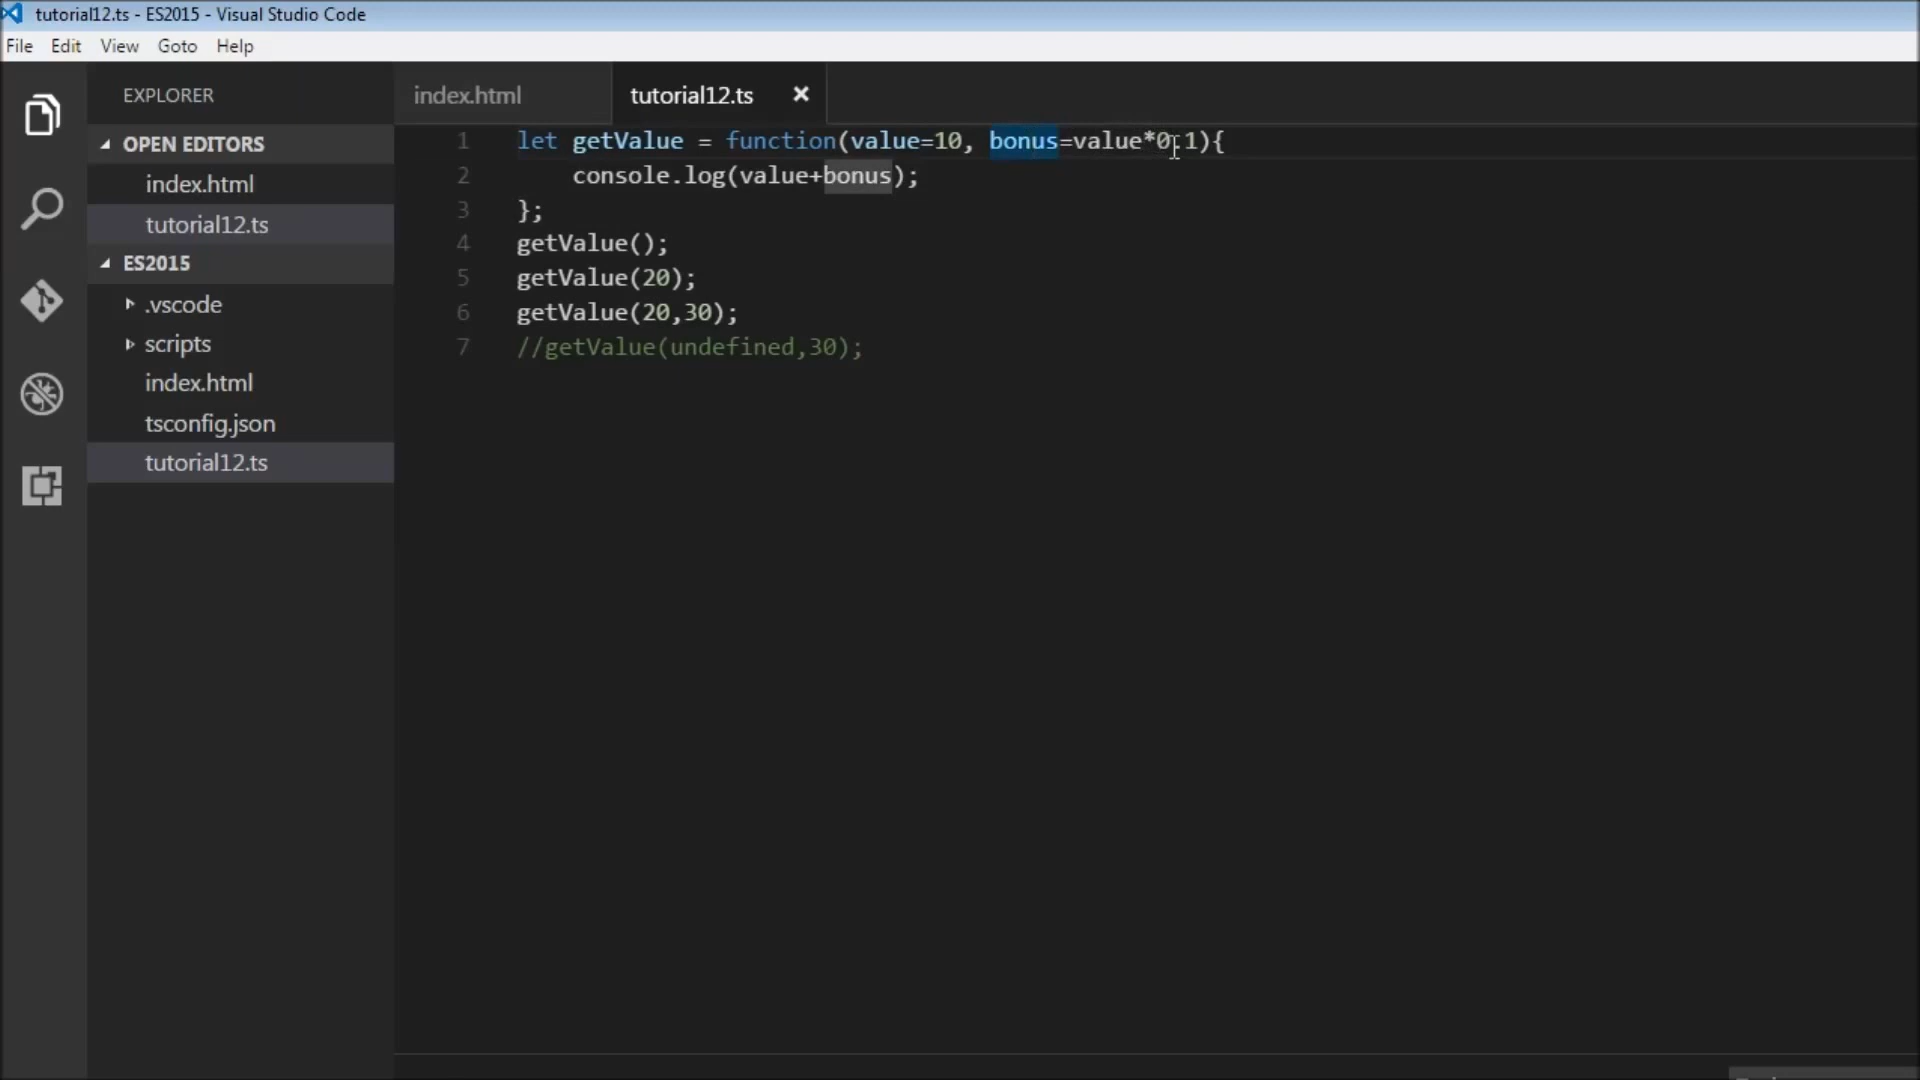 tutorial12.ts - ES2015 - Visual Studio Code
File Edit View Goto Help
EXPLORER
OPEN EDITORS
index.html
tutorial12.ts
ES2015
.vscode
scripts
index.html
tsconfig.json
tutorial12.ts
index.html tutorial12.ts
1 let getValue = function(value=10, bonus=value*0.1){
2 console.log(value+bonus);
3 };
4 getValue();
5 getValue(20);
6 getValue(20,30);
7 //getValue(undefined,30);